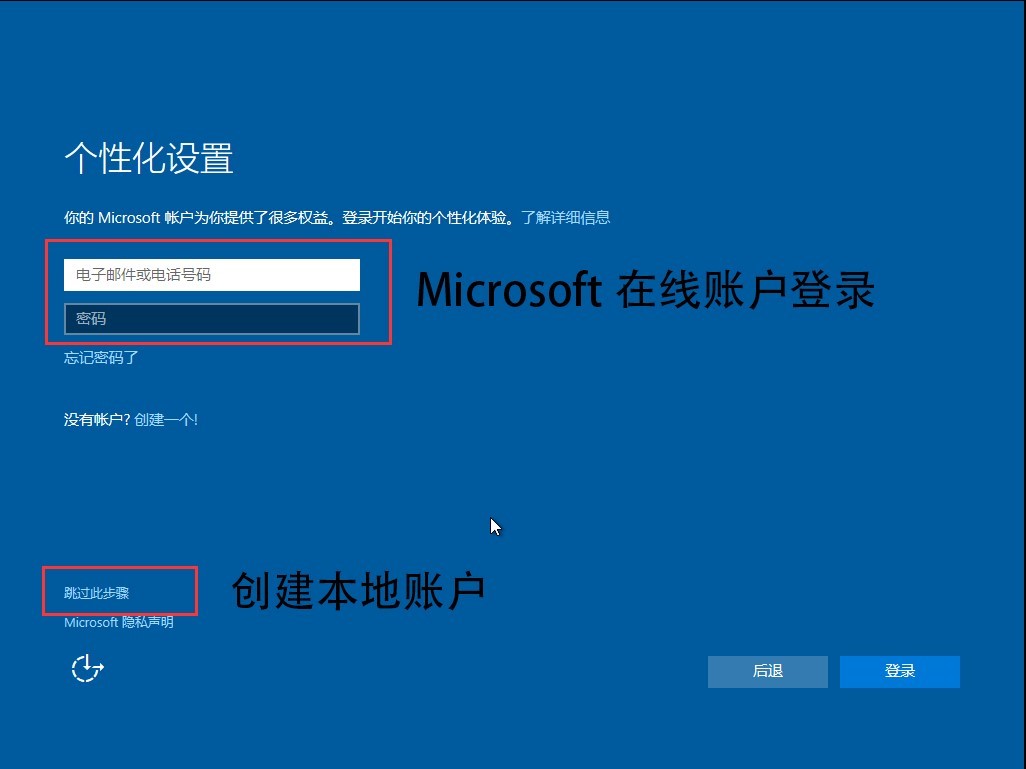 个性化设置
你的 Microsoft 帐户为你提供了很多权益。登录开始你的个性化体验。了解详细信息
电子邮件或电话号码
Microsoft 在线账户登录
密码
忘记密码了
没有帐户? 创建一个!
跳过此步骤
创建本地账户
Microsoft 隐私声明
后退
登录